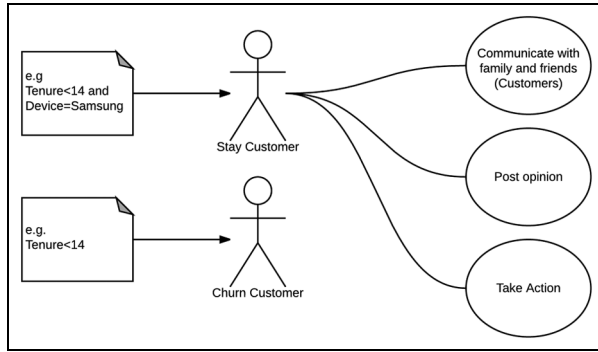 e.g
Tenure<14 and
Device=Samsung
Stay Customer
Communicate with
family and friends
(Customers)
Post opinion
e.g.
Tenure<14
Churn Customer
Take Action